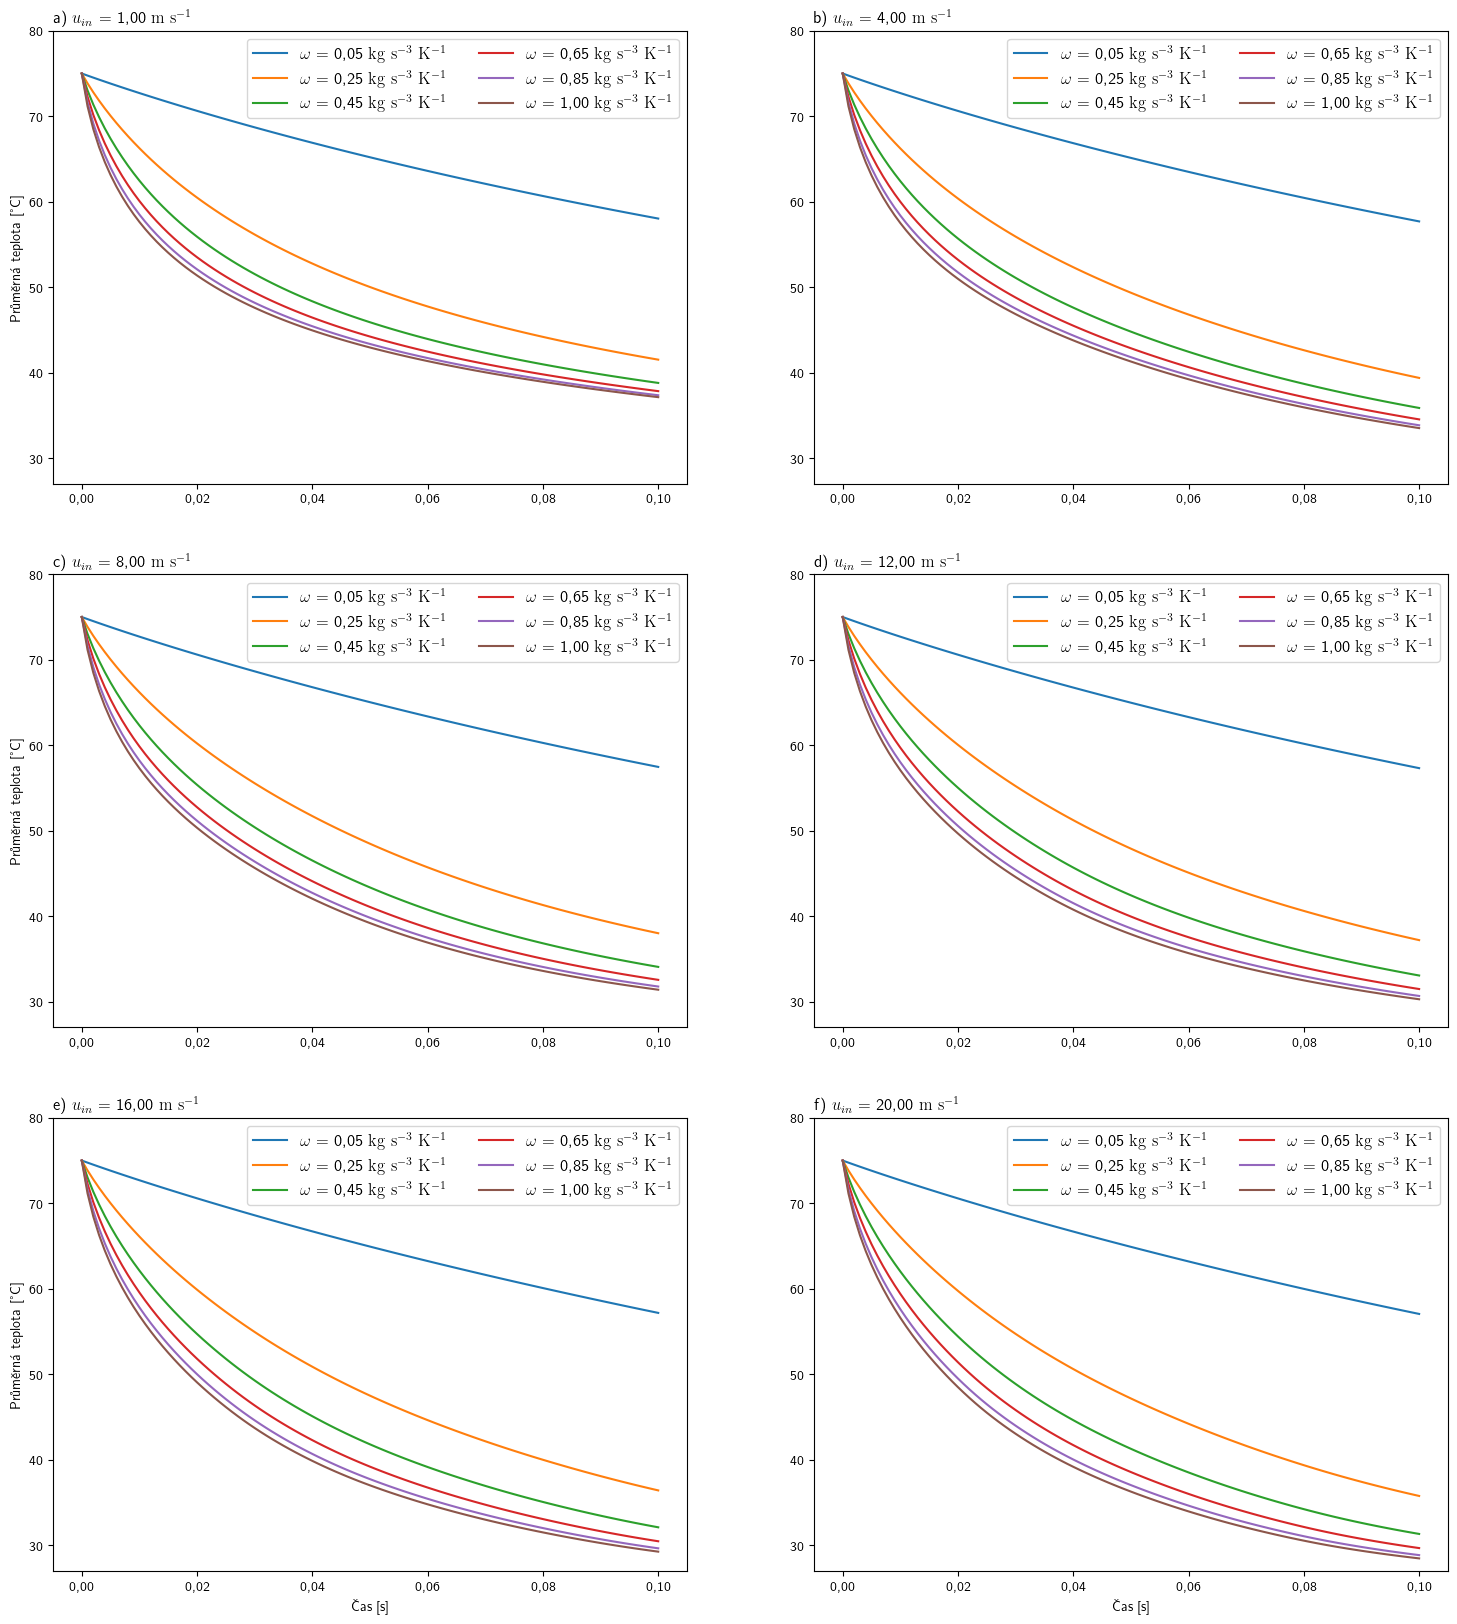 a) u_in = 1,00 m s⁻¹
ω = 0,05 kg s⁻³ K⁻¹
ω = 0,25 kg s⁻³ K⁻¹
ω = 0,45 kg s⁻³ K⁻¹
ω = 0,65 kg s⁻³ K⁻¹
ω = 0,85 kg s⁻³ K⁻¹
ω = 1,00 kg s⁻³ K⁻¹
Průměrná teplota [°C]
80
70
60
50
40
30
0,00 0,02 0,04 0,06 0,08 0,10
b) u_in = 4,00 m s⁻¹
ω = 0,05 kg s⁻³ K⁻¹
ω = 0,25 kg s⁻³ K⁻¹
ω = 0,45 kg s⁻³ K⁻¹
ω = 0,65 kg s⁻³ K⁻¹
ω = 0,85 kg s⁻³ K⁻¹
ω = 1,00 kg s⁻³ K⁻¹
80
70
60
50
40
30
0,00 0,02 0,04 0,06 0,08 0,10
c) u_in = 8,00 m s⁻¹
ω = 0,05 kg s⁻³ K⁻¹
ω = 0,25 kg s⁻³ K⁻¹
ω = 0,45 kg s⁻³ K⁻¹
ω = 0,65 kg s⁻³ K⁻¹
ω = 0,85 kg s⁻³ K⁻¹
ω = 1,00 kg s⁻³ K⁻¹
Průměrná teplota [°C]
80
70
60
50
40
30
0,00 0,02 0,04 0,06 0,08 0,10
d) u_in = 12,00 m s⁻¹
ω = 0,05 kg s⁻³ K⁻¹
ω = 0,25 kg s⁻³ K⁻¹
ω = 0,45 kg s⁻³ K⁻¹
ω = 0,65 kg s⁻³ K⁻¹
ω = 0,85 kg s⁻³ K⁻¹
ω = 1,00 kg s⁻³ K⁻¹
80
70
60
50
40
30
0,00 0,02 0,04 0,06 0,08 0,10
e) u_in = 16,00 m s⁻¹
ω = 0,05 kg s⁻³ K⁻¹
ω = 0,25 kg s⁻³ K⁻¹
ω = 0,45 kg s⁻³ K⁻¹
ω = 0,65 kg s⁻³ K⁻¹
ω = 0,85 kg s⁻³ K⁻¹
ω = 1,00 kg s⁻³ K⁻¹
Průměrná teplota [°C]
80
70
60
50
40
30
0,00 0,02 0,04 0,06 0,08 0,10
Čas [s]
f) u_in = 20,00 m s⁻¹
ω = 0,05 kg s⁻³ K⁻¹
ω = 0,25 kg s⁻³ K⁻¹
ω = 0,45 kg s⁻³ K⁻¹
ω = 0,65 kg s⁻³ K⁻¹
ω = 0,85 kg s⁻³ K⁻¹
ω = 1,00 kg s⁻³ K⁻¹
80
70
60
50
40
30
0,00 0,02 0,04 0,06 0,08 0,10
Čas [s]